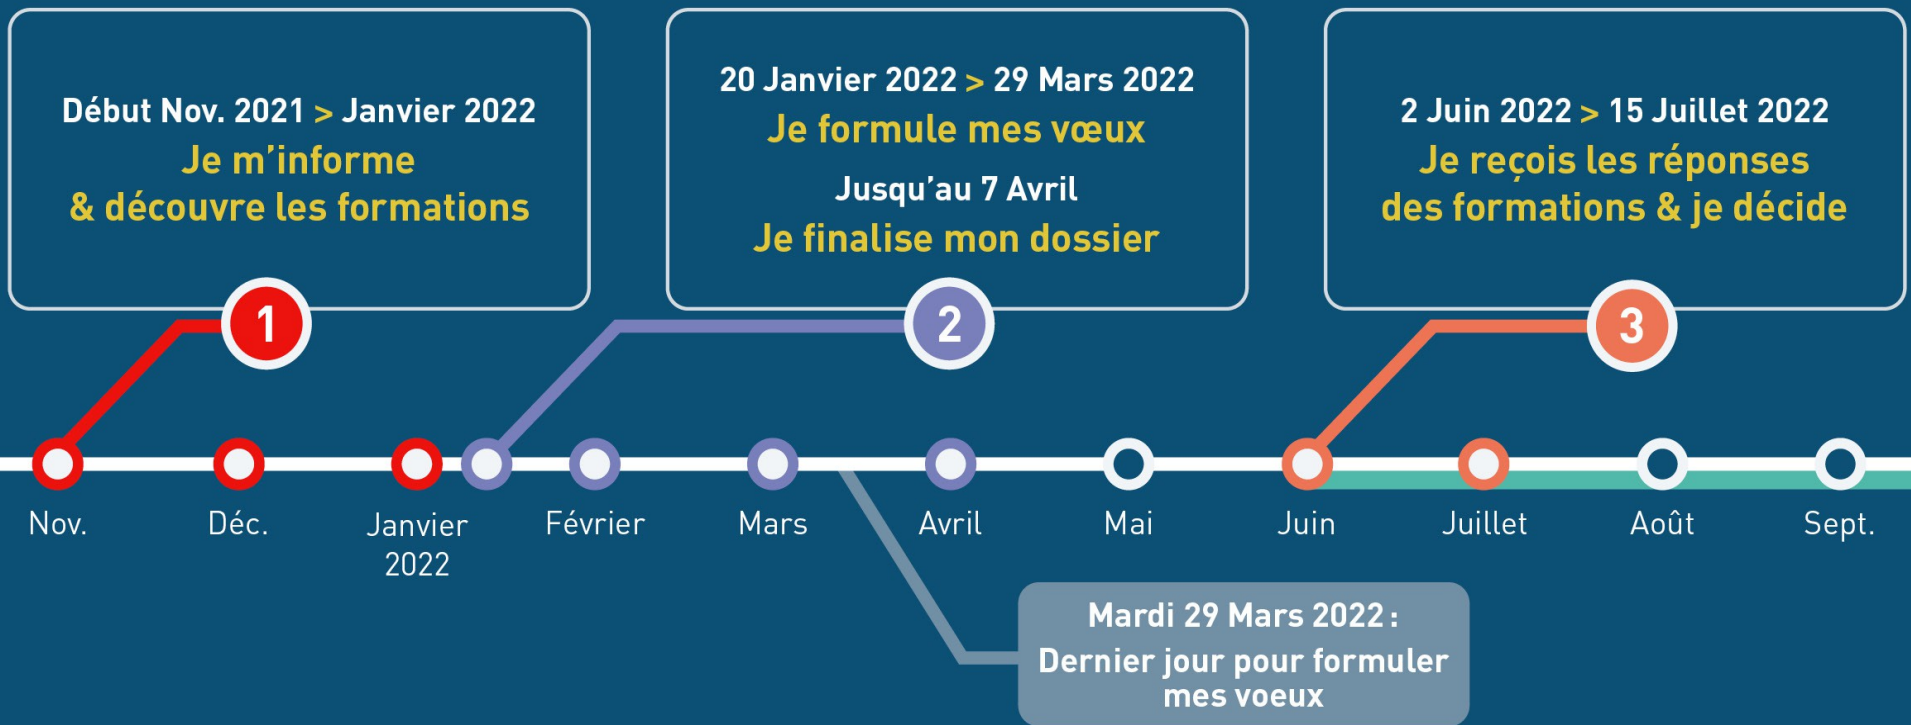 Début Nov. 2021 > Janvier 2022
Je m’informe
& découvre les formations
1
20 Janvier 2022 > 29 Mars 2022
Je formule mes vœux
Jusqu’au 7 Avril
Je finalise mon dossier
2
2 Juin 2022 > 15 Juillet 2022
Je reçois les réponses
des formations & je décide
3
Nov.
Déc.
Janvier
2022
Février
Mars
Avril
Mai
Juin
Juillet
Août
Sept.
Mardi 29 Mars 2022 :
Dernier jour pour formuler
mes voeux